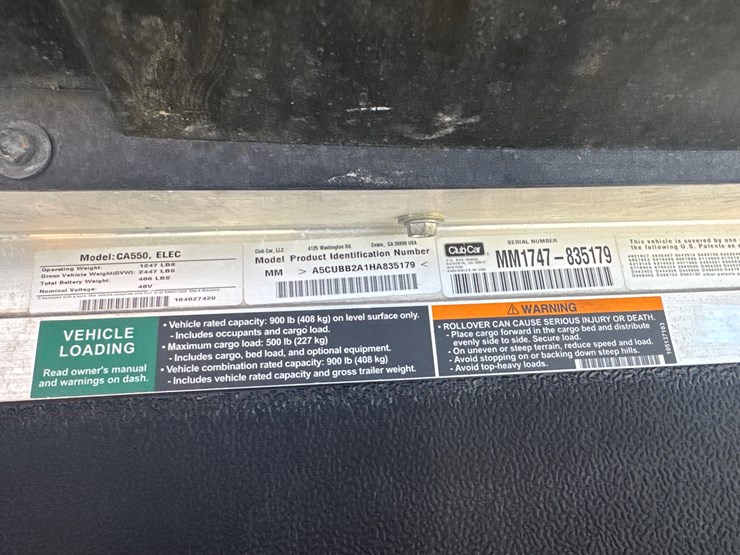 Model:CA550, ELEC
Operating Weight: 1247 LBS
Gross Vehicle Weight(GVW): 2447 LBS
Total Battery Weight: 400 LBS
Nominal Voltage: 48V
104027420
Club Car, LLC 4125 Washington Rd. Evans, GA 30809 USA
Model Product Identification Number
MM > A5CUBB2A1HA835179 <
Club Car
SERIAL NUMBER
MM1747-835179
This vehicle is covered by one
the following U.S. Patents
VEHICLE
LOADING
Read owner's manual
and warnings on dash.
• Vehicle rated capacity: 900 lb (408 kg) on level surface only.
- Includes occupants and cargo load.
• Maximum cargo load: 500 lb (227 kg)
- Includes cargo, bed load, and optional equipment.
• Vehicle combination rated capacity: 900 lb (408 kg)
- Includes vehicle rated capacity and gross trailer weight.
WARNING
• ROLLOVER CAN CAUSE SERIOUS INJURY OR DEATH.
- Place cargo forward in the cargo bed and distribute
evenly side to side. Secure load.
- On uneven or steep terrain, reduce speed and load.
- Avoid stopping on or backing down steep hills.
- Avoid top-heavy loads.
105137103